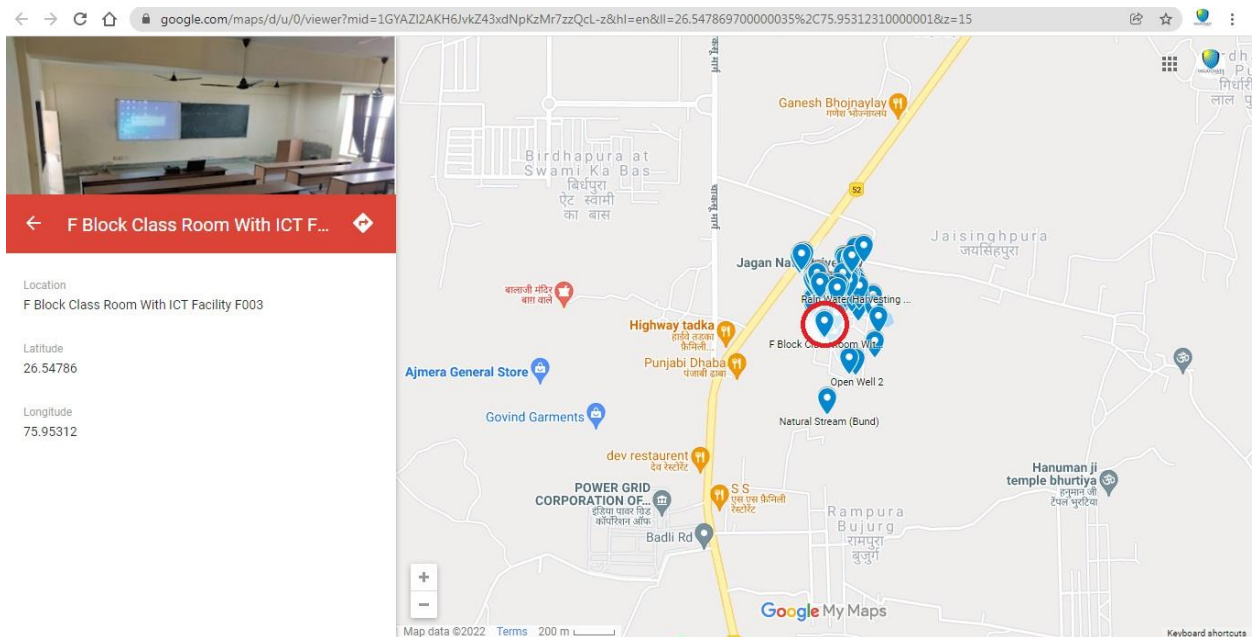 google.com/maps/d/u/0/viewer?mid=1GYAZI2AKH6JvkZ43xdNpKzMr7zzQcL-z&hl=en&ll=26.547869700000035%2C75.95312310000001&z=15
F Block Class Room With ICT F...
Location
F Block Class Room With ICT Facility F003
Latitude
26.54786
Longitude
75.95312
Ganesh Bhojnaylay
गणेश भोजनालय
गिर्धारी
लाल
Birdhapura at
Swami Ka Bas
बिर्धपुरा
ऐट स्वामी
का बास
52
Jaisinghpura
जयसिंहपुरा
Jagan Na
बालाजी मंदिर
बाग वाले
Rain Water Harvesting ...
Highway tadka
हाईवे तड़का
फ़ैमिली...
F Block
Punjabi Dhaba
पंजाबी ढाबा
Ajmera General Store
Open Well 2
Govind Garments
Natural Stream (Bund)
dev restaurent
देव रेस्टोरेंट
Hanuman ji
temple bhurtiya
हनुमान जी
टेंपल भुरटिया
POWER GRID
CORPORATION OF...
इंडिया पावर ग्रिड
कॉर्पोरेशन ऑफ़
S S
एस एस फ़ैमिली
रेस्टोरेंट
Rampura
Bujurg
रामपुरा
बुजुर्ग
Badli Rd
+
−
Google My Maps
Map data ©2022 Terms 200 m
Keyboard shortcuts